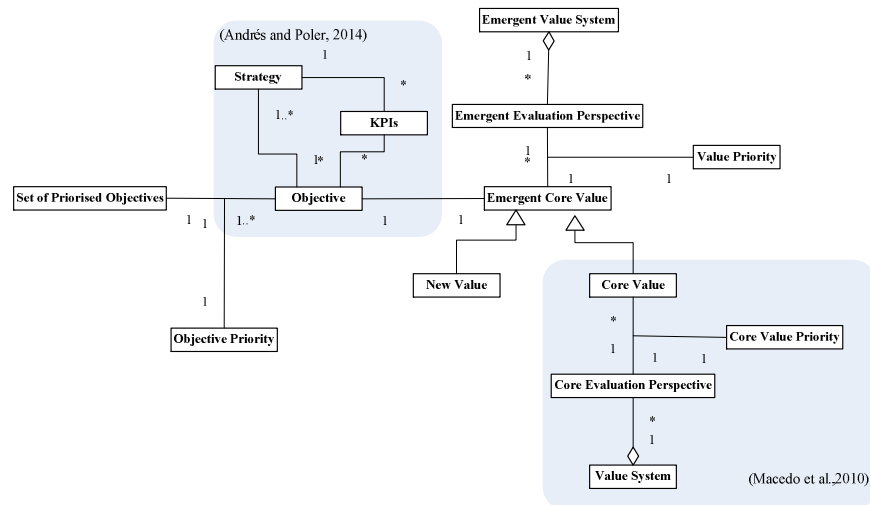 Emergent Value System
(Andrés and Poler, 2014)
1
1
Strategy
*
*
1..*
KPIs
Emergent Evaluation Perspective
1*
*
1
*
Value Priority
1
1
Set of Priorised Objectives
Objective
Emergent Core Value
1
1
1..*
1
1
New Value
Core Value
1
*
Objective Priority
Core Value Priority
1
1
1
Core Evaluation Perspective
*
1
Value System
(Macedo et al.,2010)